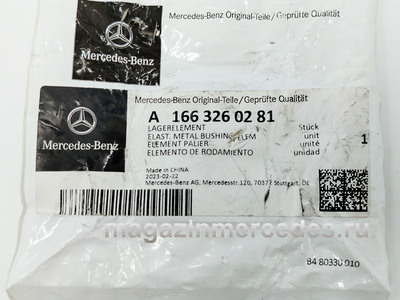 Mercedes-Benz Original-Teile/Geprüfte Qualität
Mercedes-Benz
Mercedes-Benz Original-Teile/Geprüfte Qualität
A 166 326 02 81
LAGERELEMENT Stück
ELAST. METAL BUSHING ELEM unit 1
ELEMENT PALIER unité
ELEMENTO DE RODAMIENTO unidad
Mercedes-Benz
Made in CHINA
2023-02-22
Mercedes-Benz AG, Mercedesstr.120, 70372 Stuttgart, De
magazinmercedes.ru
B4 80330 010